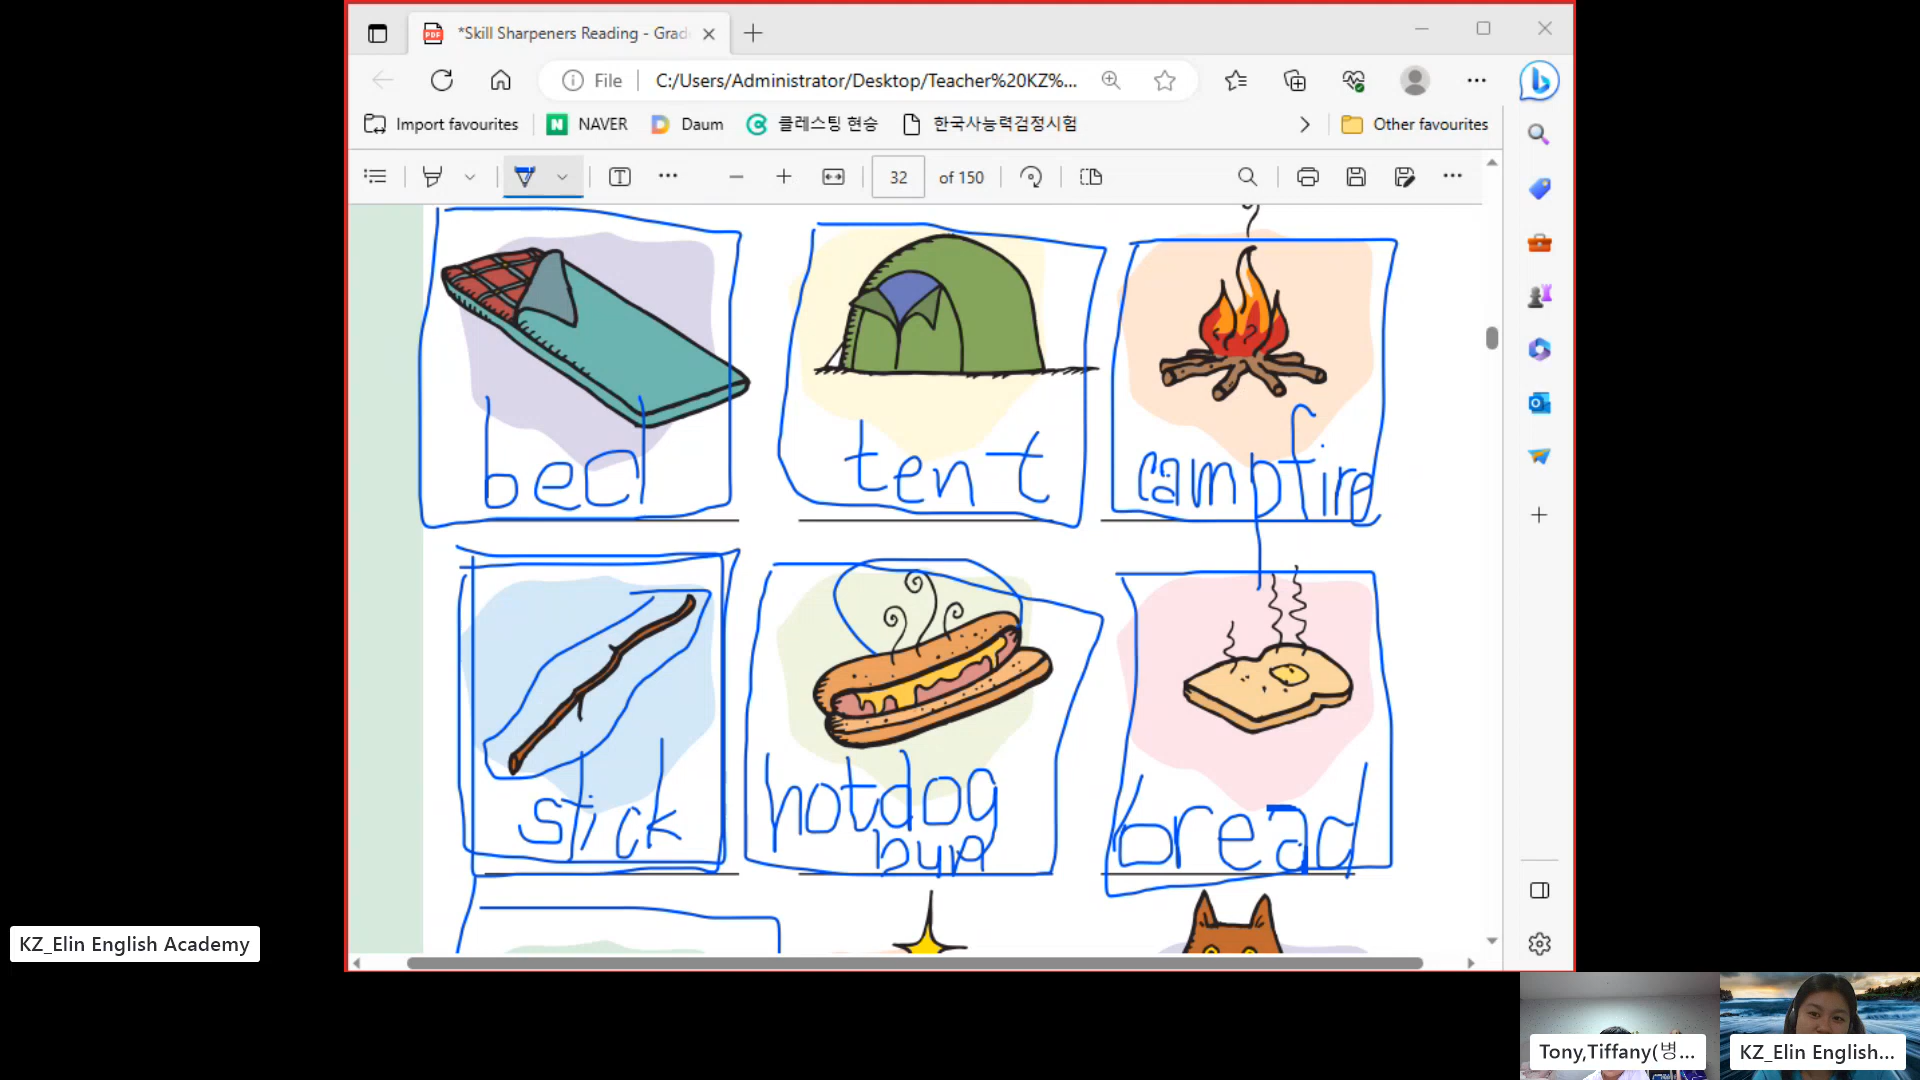 *Skill Sharpeners Reading - Grad
File
C:/Users/Administrator/Desktop/Teacher%20KZ%...
Import favourites
NAVER
Daum
클레스팅 현승
한국사능력검정시험
Other favourites
32
of 150
bed
tent
campfire
stick
hotdog
bun
bread
KZ_Elin English Academy
Tony,Tiffany(병...
KZ_Elin English...